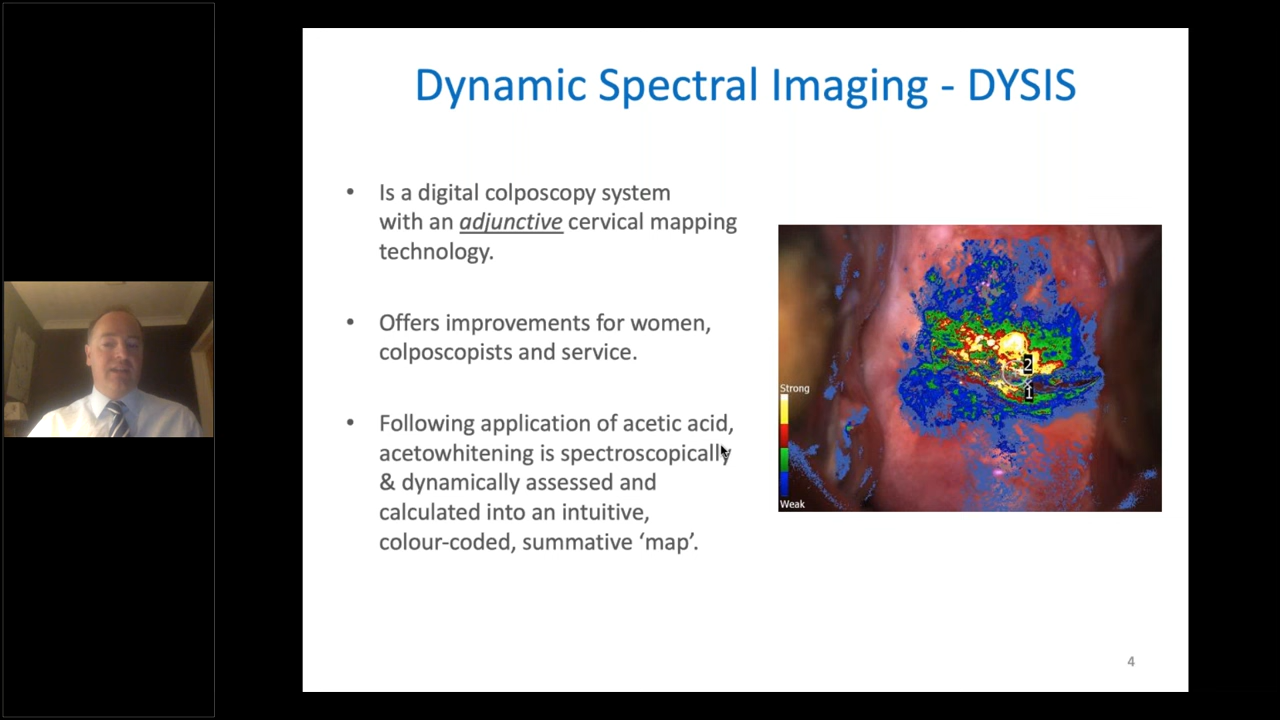 Dynamic Spectral Imaging - DYSIS
• Is a digital colposcopy system
with an adjunctive cervical mapping
technology.
• Offers improvements for women,
colposcopists and service.
• Following application of acetic acid,
acetowhitening is spectroscopically
& dynamically assessed and
calculated into an intuitive,
colour-coded, summative ‘map’.
Strong
2
1
Weak
4